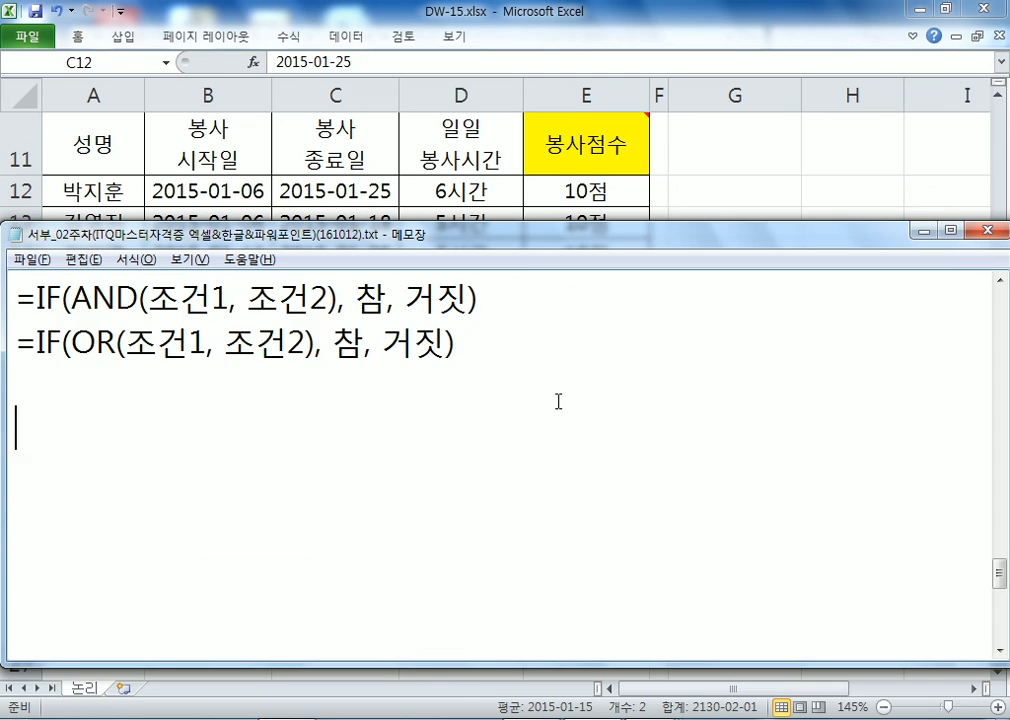 DW-15.xlsx - Microsoft Excel
파일 홈 삽입 페이지 레이아웃 수식 데이터 검토 보기
C12 fx 2015-01-25
A B C D E F G H I
11 성명 봉사 시작일 봉사 종료일 일일 봉사시간 봉사점수
12 박지훈 2015-01-06 2015-01-25 6시간 10점
서부_02주차(ITQ마스터자격증 엑셀&한글&파워포인트)(161012).txt - 메모장
파일(F) 편집(E) 서식(O) 보기(V) 도움말(H)
=IF(AND(조건1, 조건2), 참, 거짓)
=IF(OR(조건1, 조건2), 참, 거짓)
논리
준비 평균: 2015-01-15 개수: 2 합계: 2130-02-01 145%